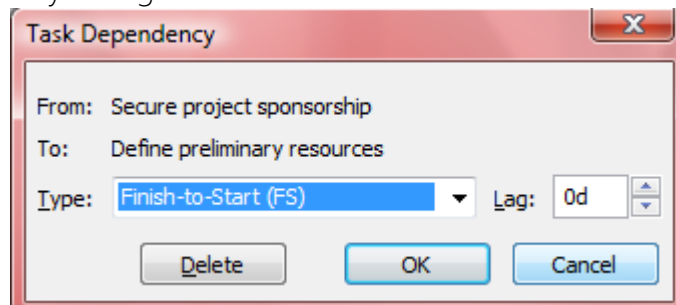 Task Dependency
From: Secure project sponsorship
To: Define preliminary resources
Type: Finish-to-Start (FS) Lag: 0d
Delete OK Cancel